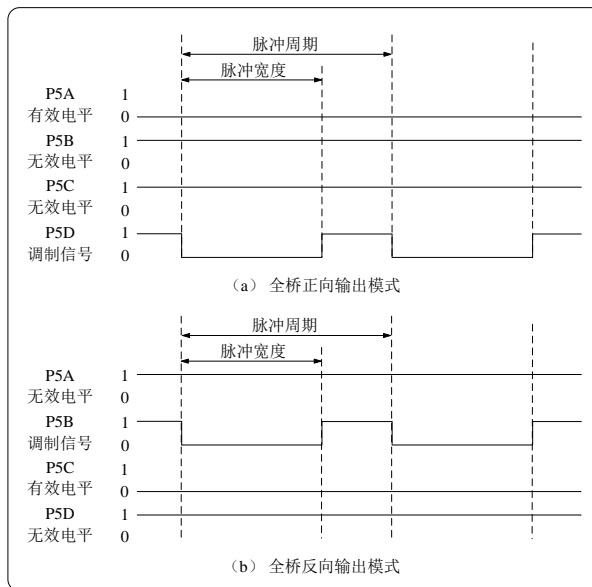 脉冲周期
脉冲宽度
P5A 1
有效电平 0
P5B 1
无效电平 0
P5C 1
无效电平 0
P5D 1
调制信号 0
（a） 全桥正向输出模式
脉冲周期
脉冲宽度
P5A 1
无效电平 0
P5B 1
调制信号 0
P5C 1
有效电平 0
P5D 1
无效电平 0
（b） 全桥反向输出模式